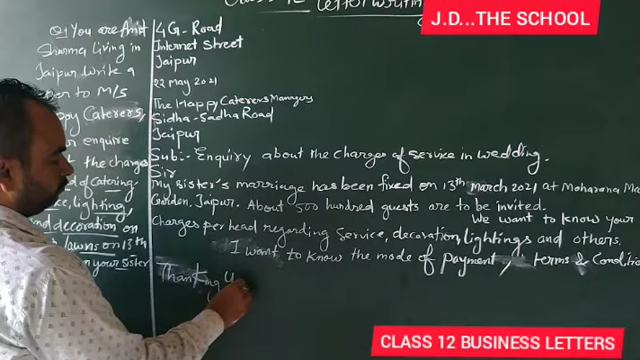 Class 12 Letter Writing
J.D...THE SCHOOL
Q1 You are Amit
Sharma living in
Jaipur write a
to M/s
Happy Caterers,
enquire
the charges
of catering
lighting,
and decoration on
lawns on 13th
your sister
4G-Road
Internet Street
Jaipur
22 May 2021
The Happy Caterers Managers
Sidha-Sadha Road
Jaipur
Sub:- Enquiry about the charges of service in wedding.
Sir
My sister's marriage has been fixed on 13th march 2021 at Maharana
Garden, Jaipur. About 500 hundred guests are to be invited.
We want to know your
Charges per head regarding Service, decoration, lightings and others.
I want to know the mode of payment, terms &
Thanking y
CLASS 12 BUSINESS LETTERS